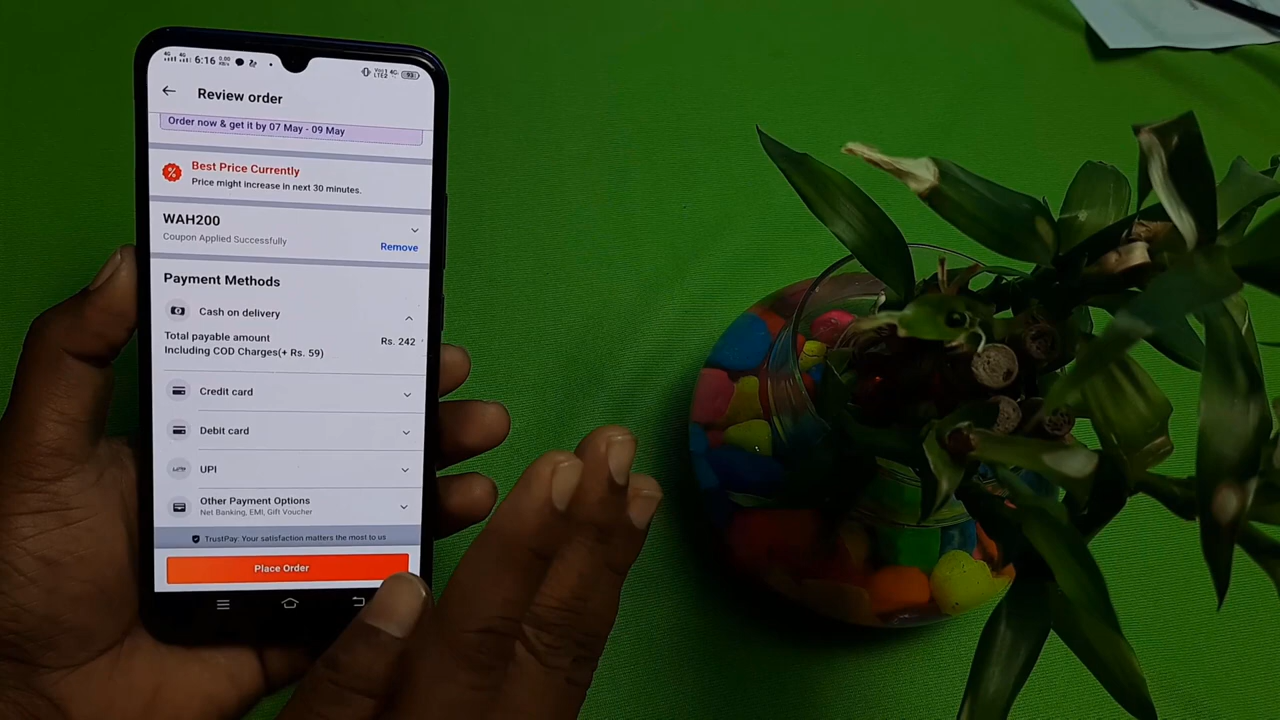 6:16
Review order
Order now & get it by 07 May - 09 May
Best Price Currently
Price might increase in next 30 minutes.
WAH200
Coupon Applied Successfully
Remove
Payment Methods
Cash on delivery
Total payable amount
Including COD Charges(+ Rs. 59)
Rs. 242
Credit card
Debit card
UPI
Other Payment Options
Net Banking, EMI, Gift Voucher
TrustPay: Your satisfaction matters the most to us
Place Order